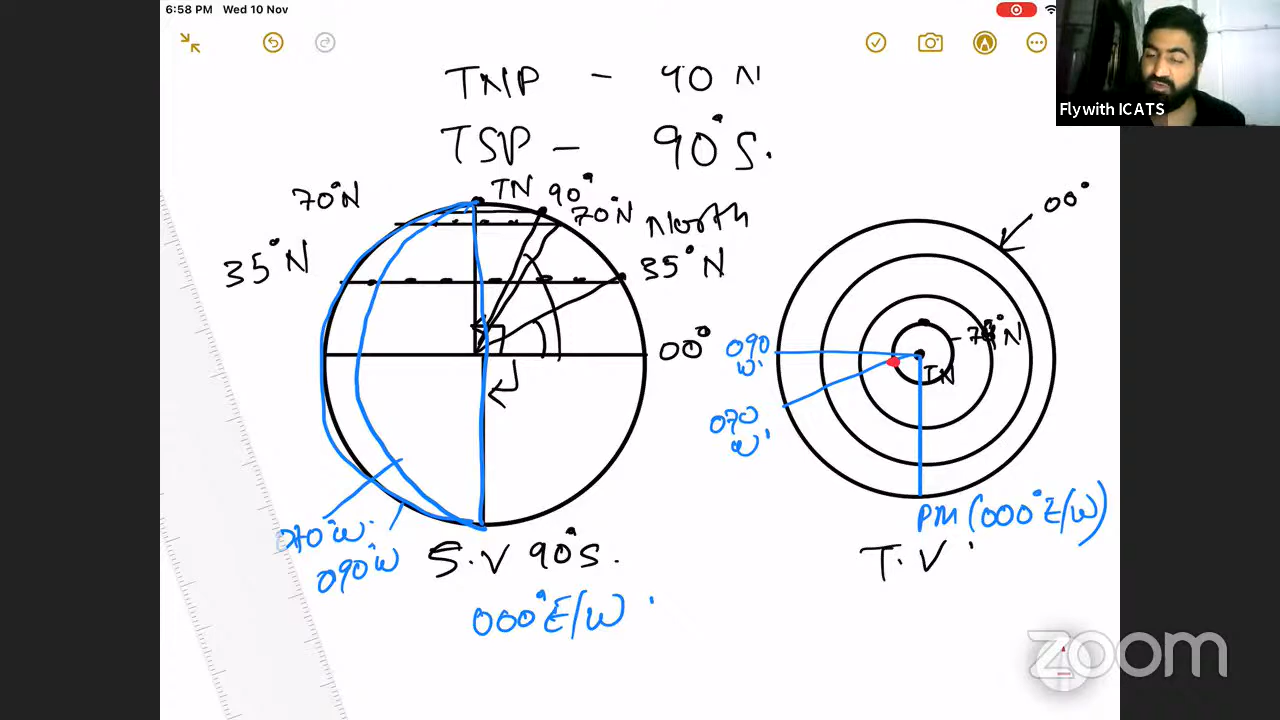 6:58 PM Wed 10 Nov
Flywith ICATS
TNP - 90 N
TSP - 90°S.
70°N
TN 90°
70°N North
35°N
35°N
00°
00°
090
W
070
W
70°N
TN
PM (000°E/W)
070°W.
090°W
S.V 90°S.
T.V
000°E/W
zoom